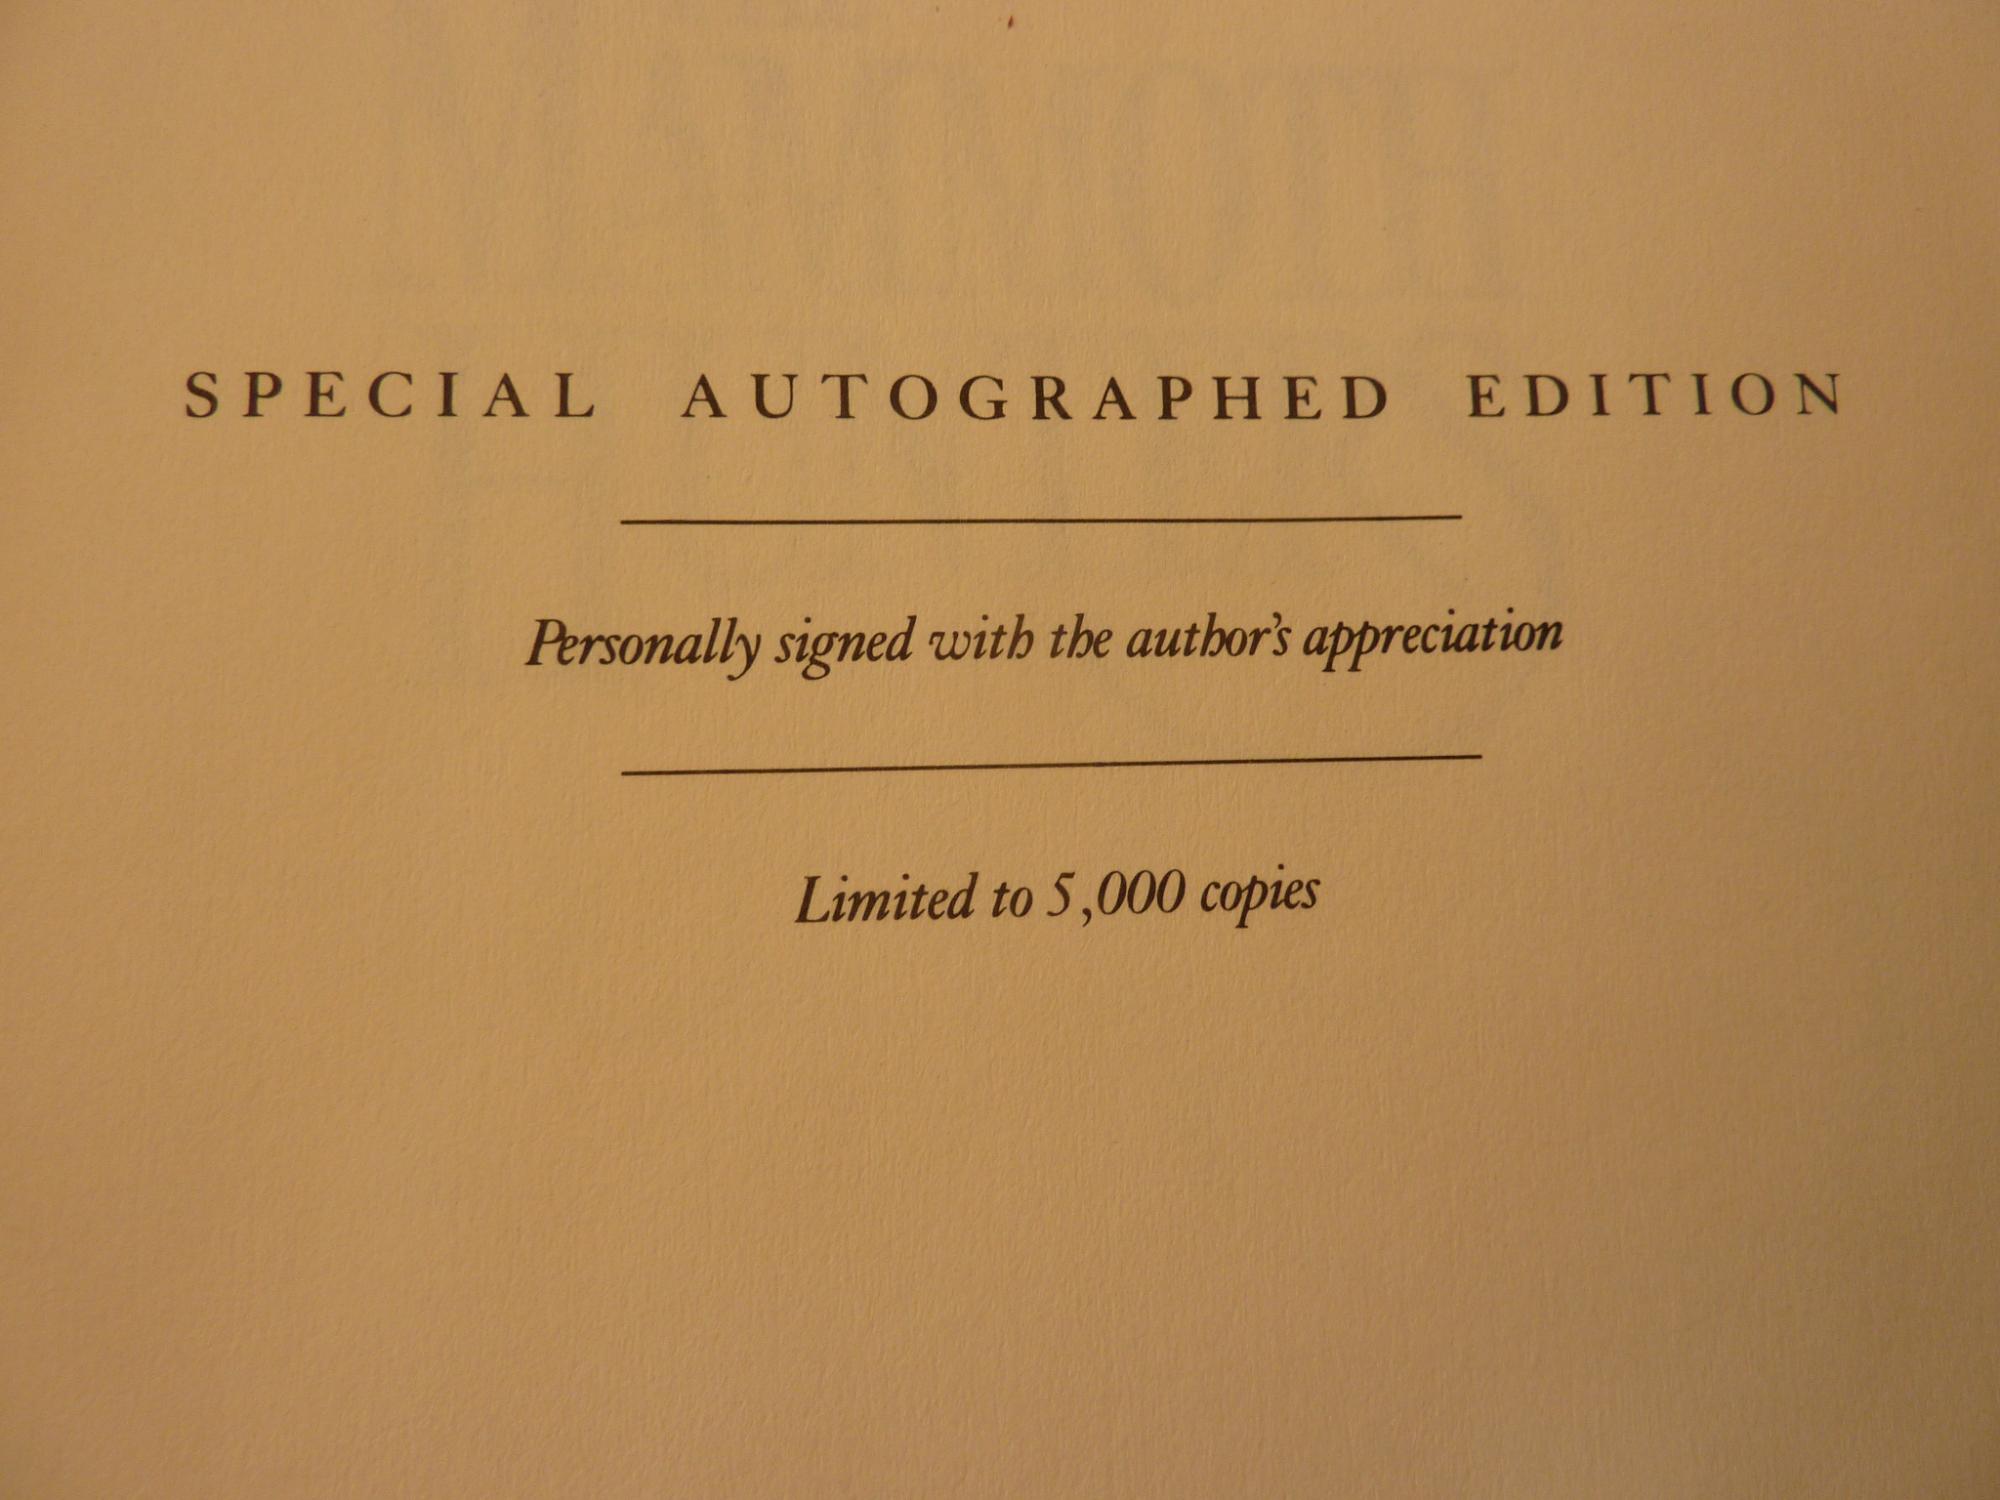 SPECIAL AUTOGRAPHED EDITION
Personally signed with the author's appreciation
Limited to 5,000 copies